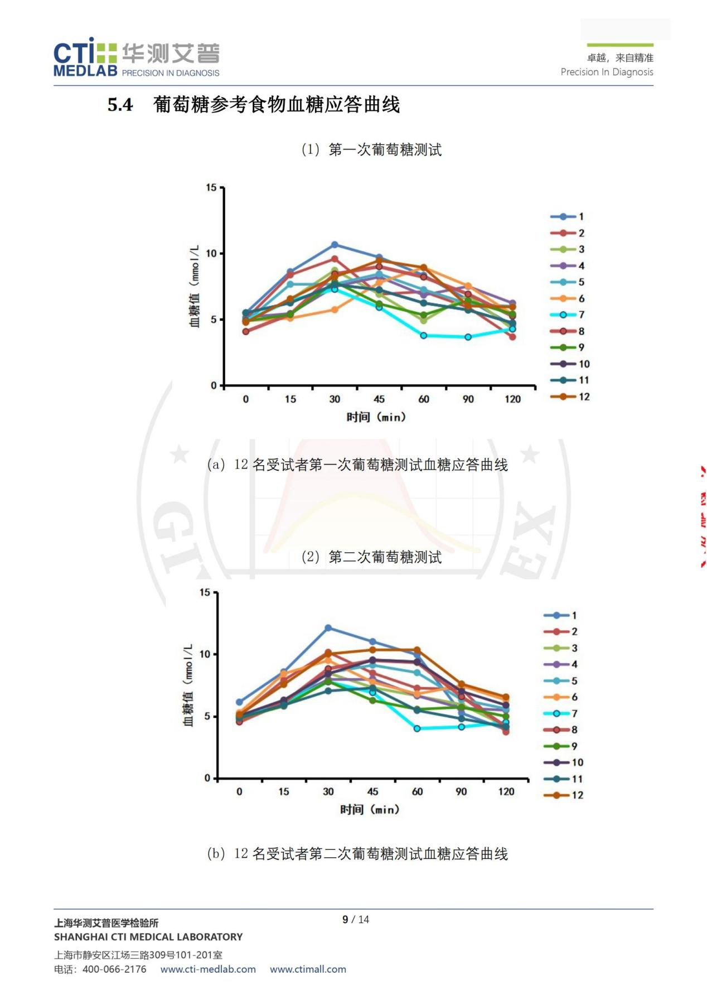 CTi 华测艾普
MEDLAB PRECISION IN DIAGNOSIS
卓越，来自精准
Precision In Diagnosis
5.4 葡萄糖参考食物血糖应答曲线
(1) 第一次葡萄糖测试
15
10
5
0
血糖值 (mmol/L
0 15 30 45 60 90 120
时间 (min)
1
2
3
4
5
6
7
8
9
10
11
12
(a) 12 名受试者第一次葡萄糖测试血糖应答曲线
GI
EX
(2) 第二次葡萄糖测试
15
10
5
0
血糖值 (mmol/L
0 15 30 45 60 90 120
时间 (min)
1
2
3
4
5
6
7
8
9
10
11
12
(b) 12 名受试者第二次葡萄糖测试血糖应答曲线
9 / 14
上海华测艾普医学检验所
SHANGHAI CTI MEDICAL LABORATORY
上海市静安区江场三路309号101-201室
电话：400-066-2176 www.cti-medlab.com www.ctimall.com